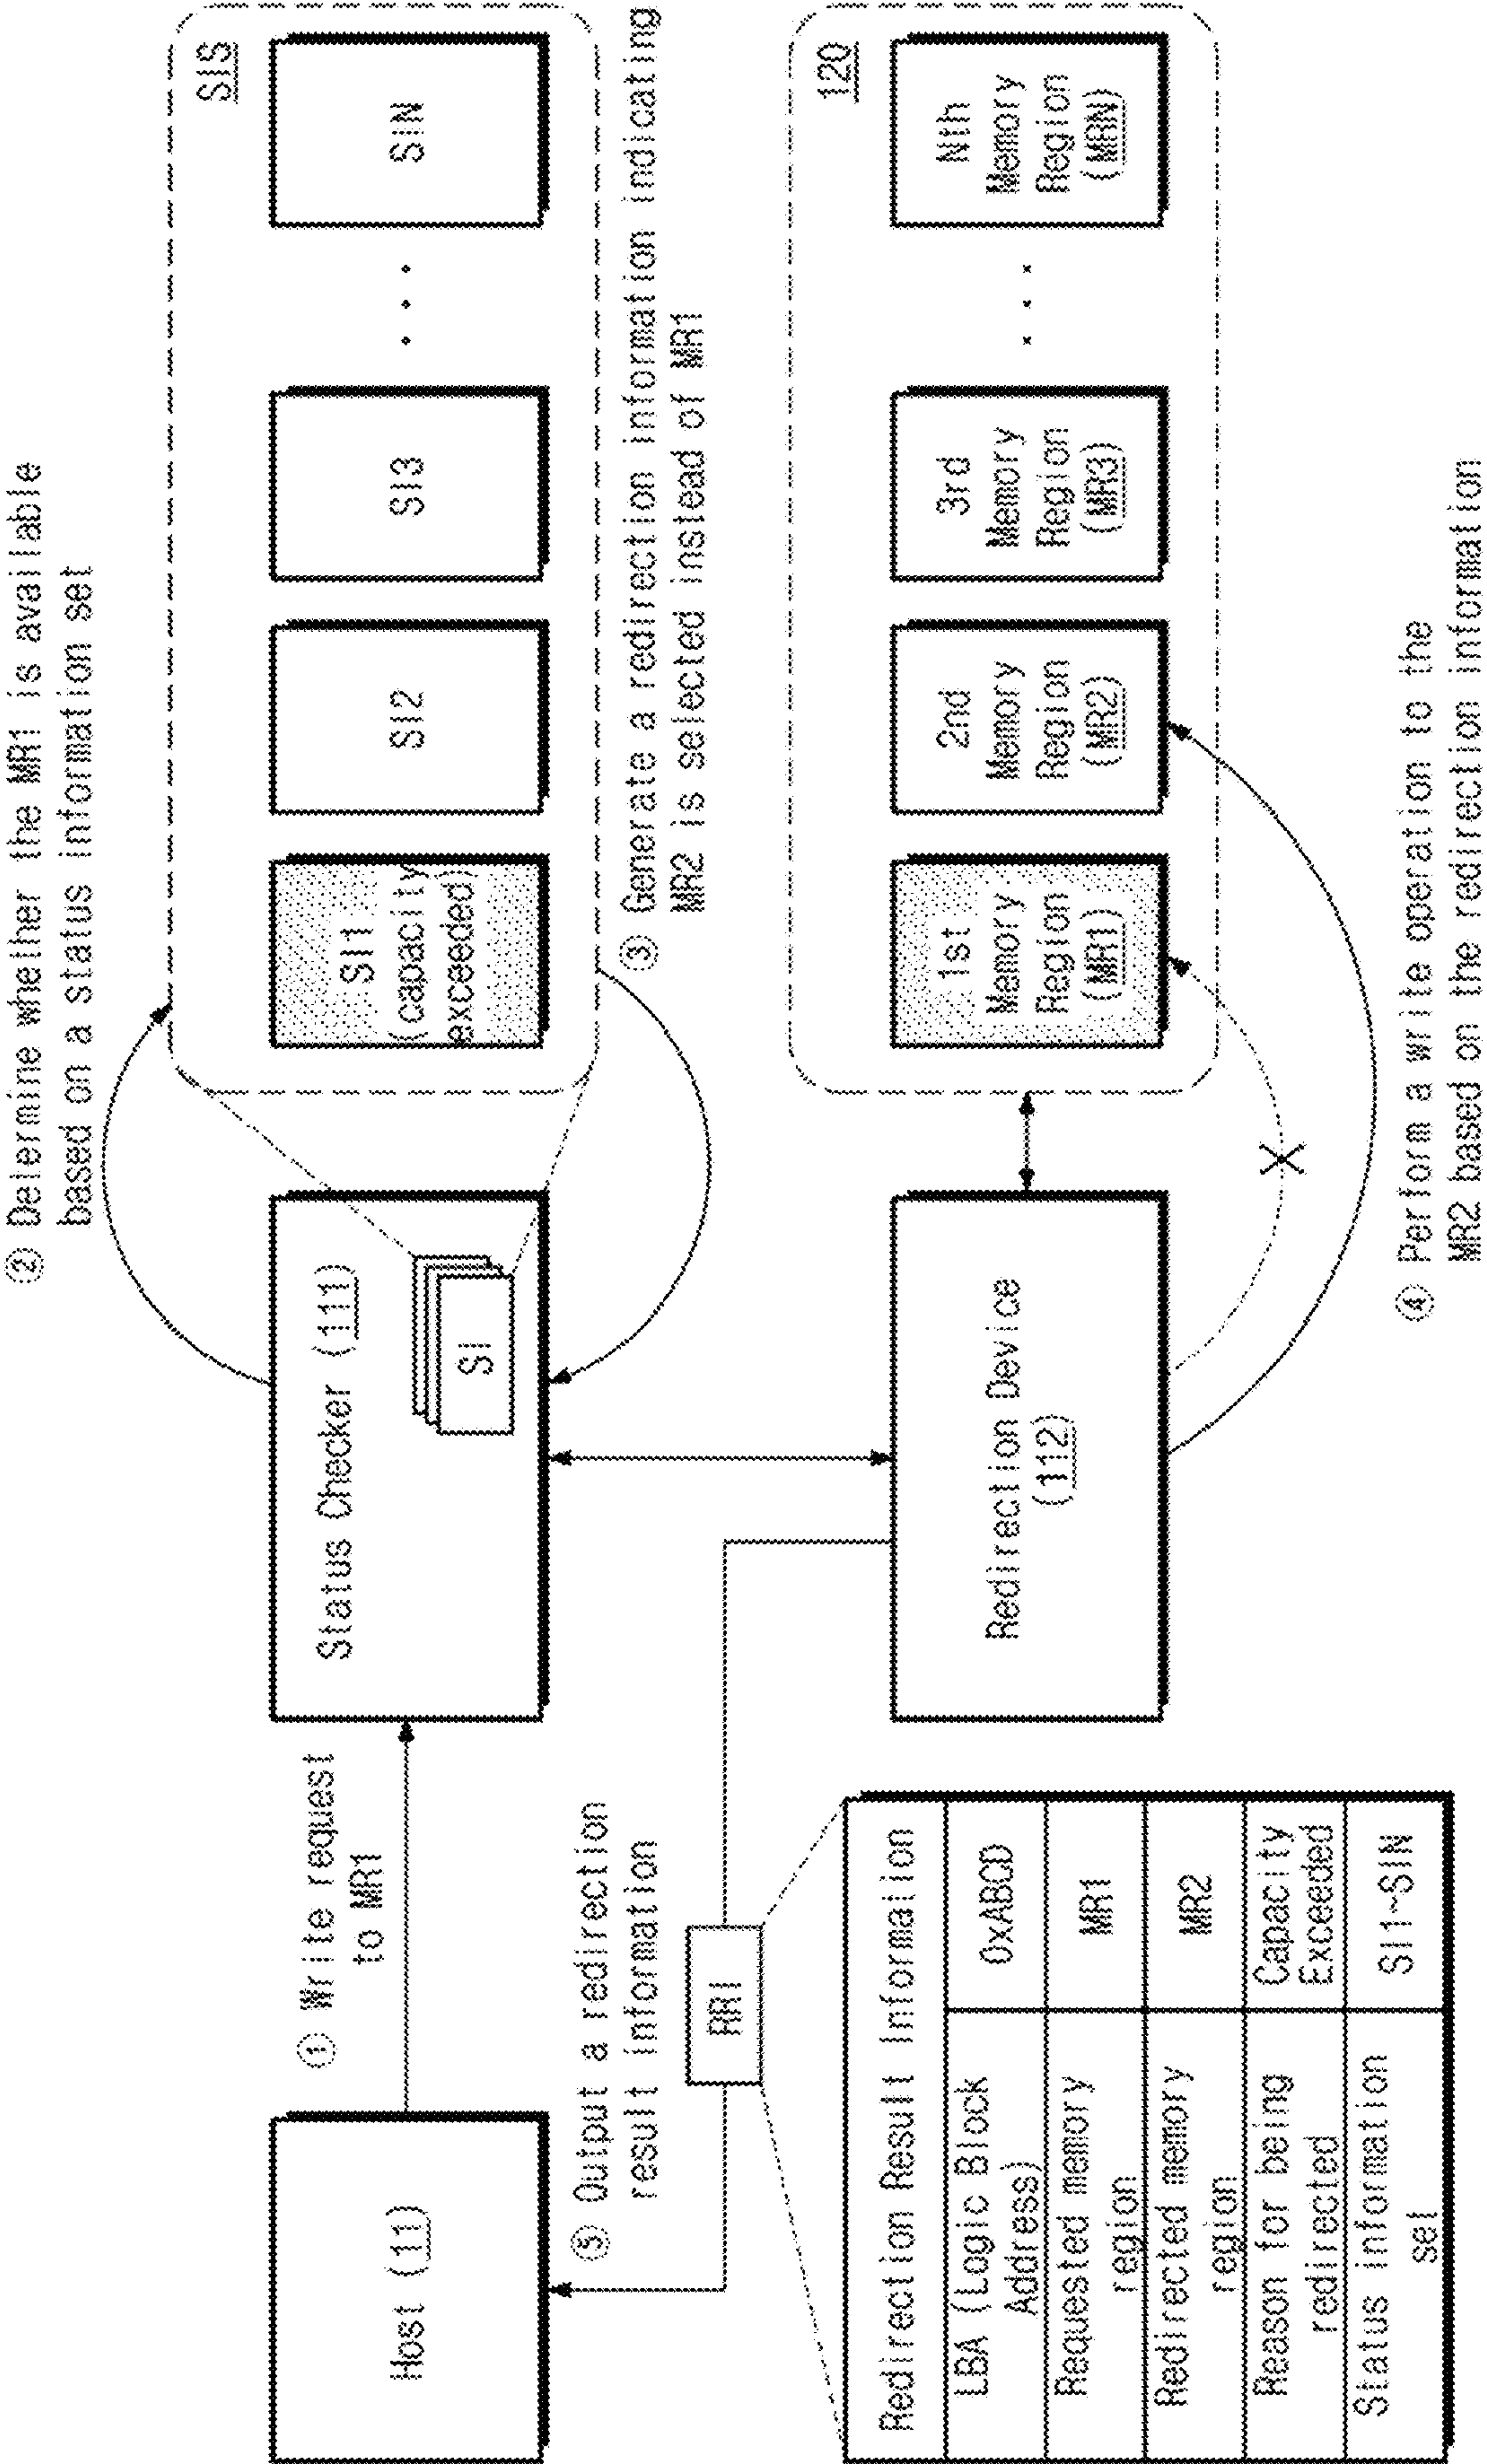 ② Determine whether the MR1 is available
based on a status information set
SIS
① Write request
to MR1
Host (11)
Status Checker (111)
SI
SI1
(capacity
exceeded)
SI2
SI3
. . .
SIN
③ Generate a redirection information indicating
MR2 is selected instead of MR1
⑤ Output a redirection
result information
RRI
120
Redirection Device
(112)
1st
Memory
Region
(MR1)
2nd
Memory
Region
(MR2)
3rd
Memory
Region
(MR3)
. . .
Nth
Memory
Region
(MRN)
④ Perform a write operation to the
MR2 based on the redirection information
Redirection Result Information
LBA (Logic Block
Address)
0xABCD
Requested memory
region
MR1
Redirected memory
region
MR2
Reason for being
redirected
Capacity
Exceeded
Status information
set
SI1~SIN